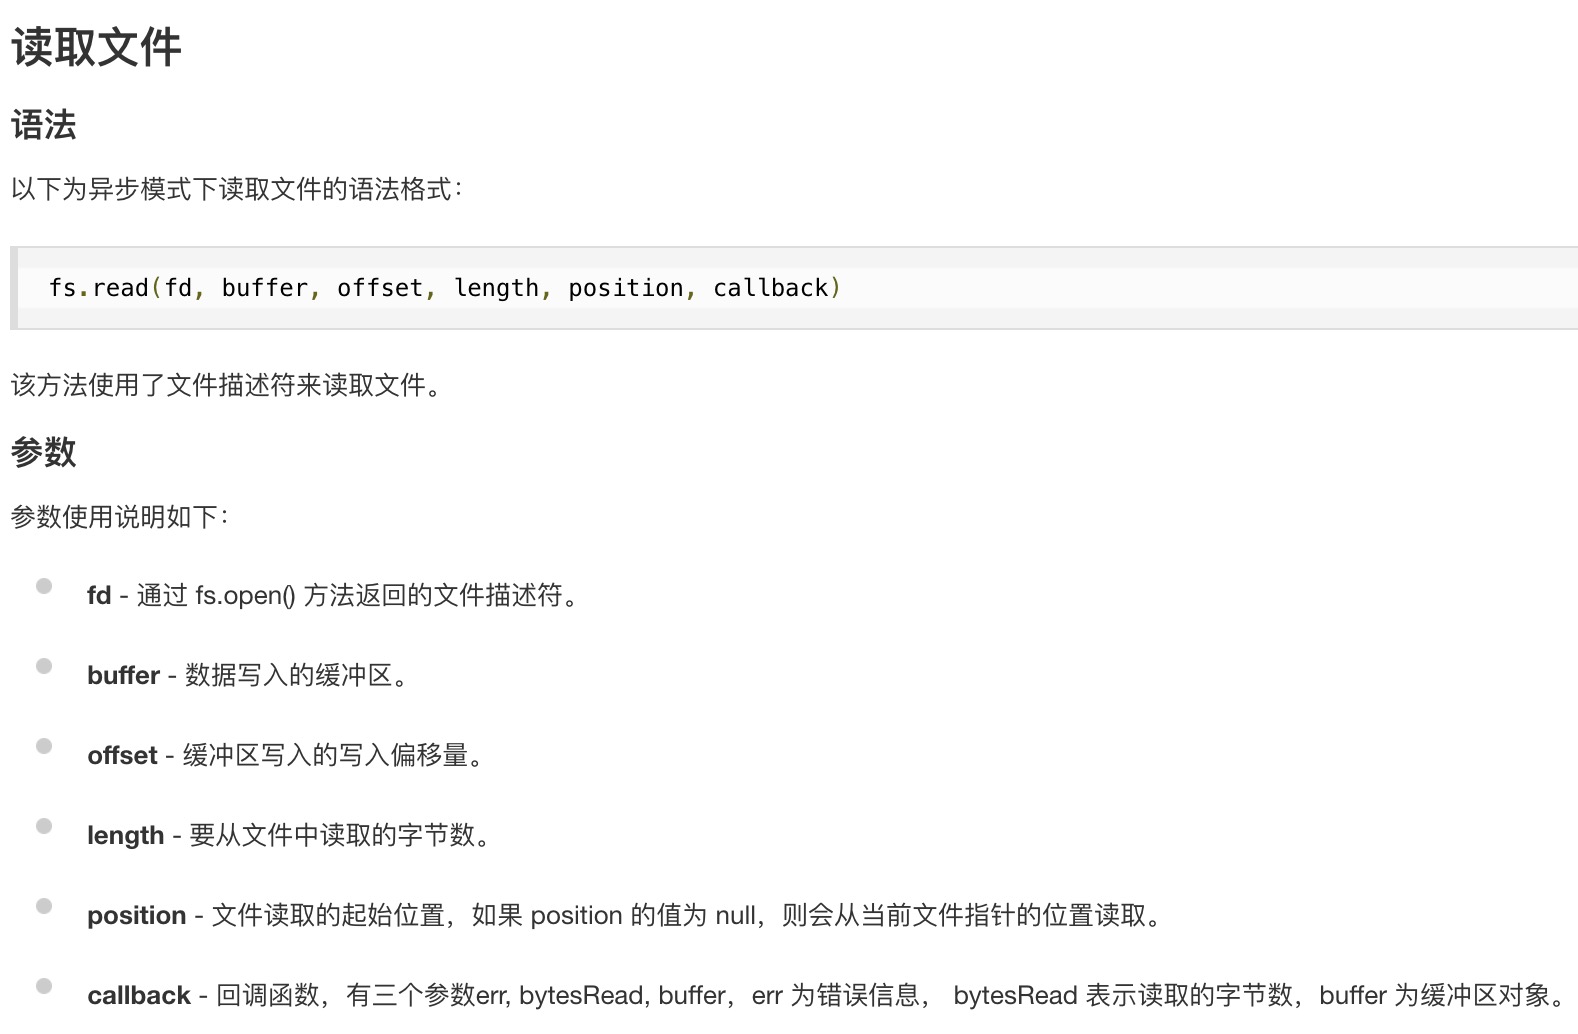 读取文件
语法
以下为异步模式下读取文件的语法格式：
fs.read(fd, buffer, offset, length, position, callback)
该方法使用了文件描述符来读取文件。
参数
参数使用说明如下：
fd - 通过 fs.open() 方法返回的文件描述符。
buffer - 数据写入的缓冲区。
offset - 缓冲区写入的写入偏移量。
length - 要从文件中读取的字节数。
position - 文件读取的起始位置，如果 position 的值为 null，则会从当前文件指针的位置读取。
callback - 回调函数，有三个参数err, bytesRead, buffer，err 为错误信息， bytesRead 表示读取的字节数，buffer 为缓冲区对象。